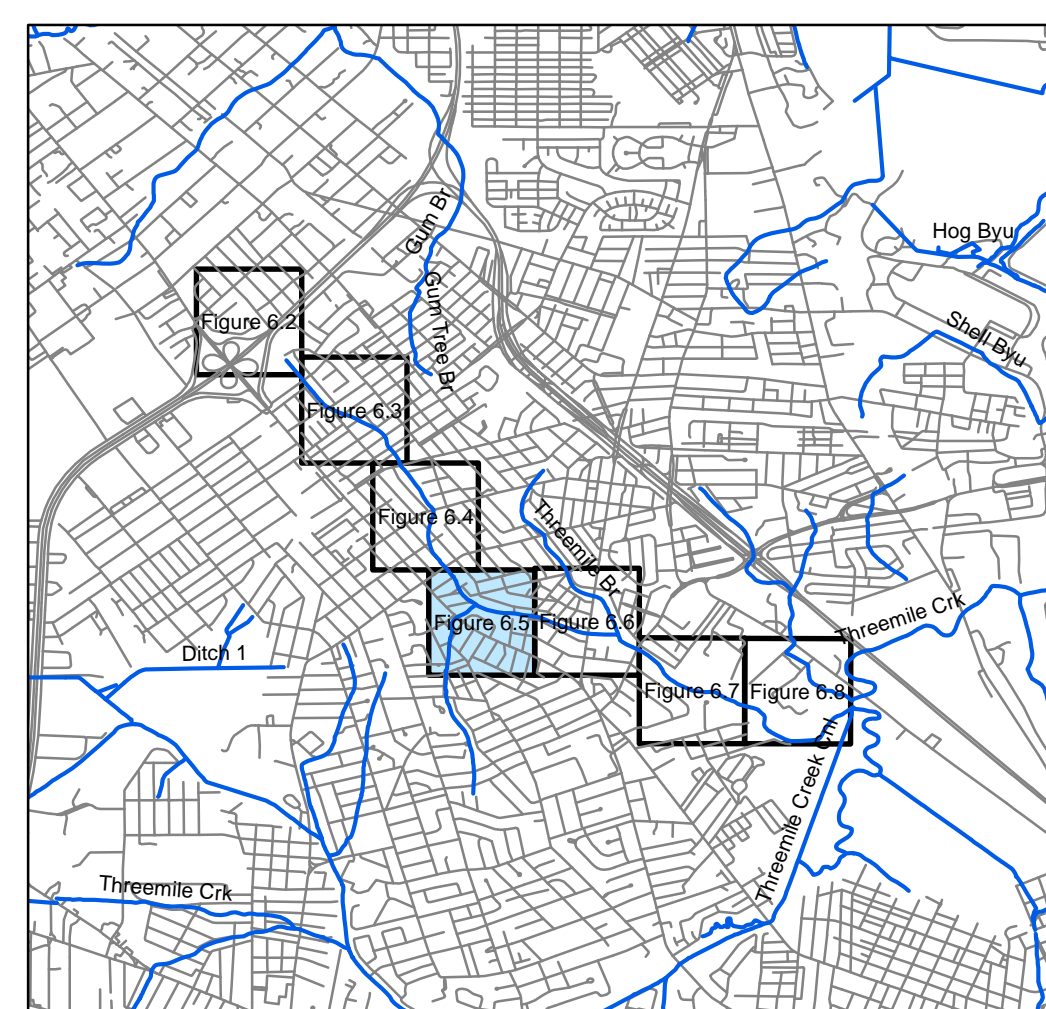 Gum Br
Hog Byu
Figure 6.2
Gum Tree Br
Shell Byu
Figure 6.3
Figure 6.4
Threemile Br
Figure 6.5
Figure 6.6
Threemile Crk
Ditch 1
Figure 6.7
Figure 6.8
Threemile Creek Cnl
Threemile Crk